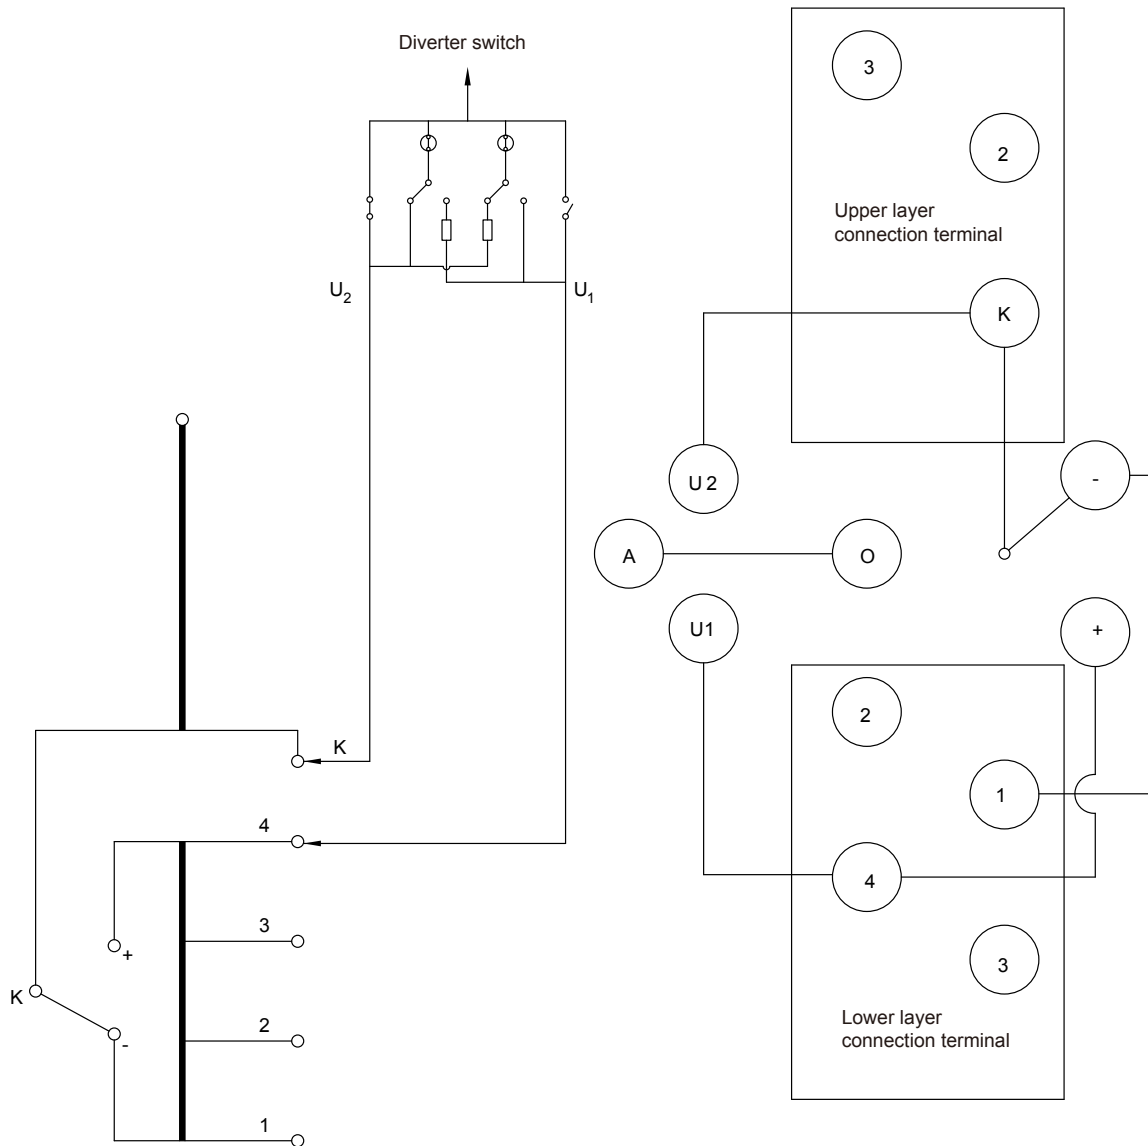 Diverter switch
3
2
Upper layer
connection terminal
U2
U1
K
U2
-
A
O
U1
+
K
2
4
1
4
3
+
3
K
2
Lower layer
connection terminal
-
1